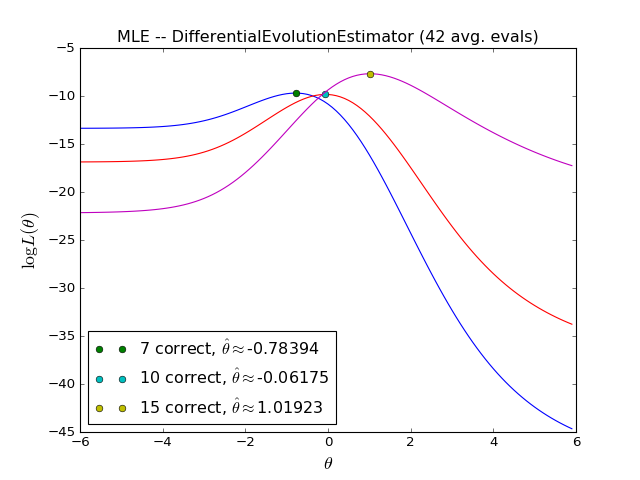 MLE -- DifferentialEvolutionEstimator (42 avg. evals)
−5
−10
−15
−20
−25
−30
−35
−40
−45
log L(θ)
7 correct, θ̂≈-0.78394
10 correct, θ̂≈-0.06175
15 correct, θ̂≈1.01923
−6
−4
−2
0
2
4
6
θ